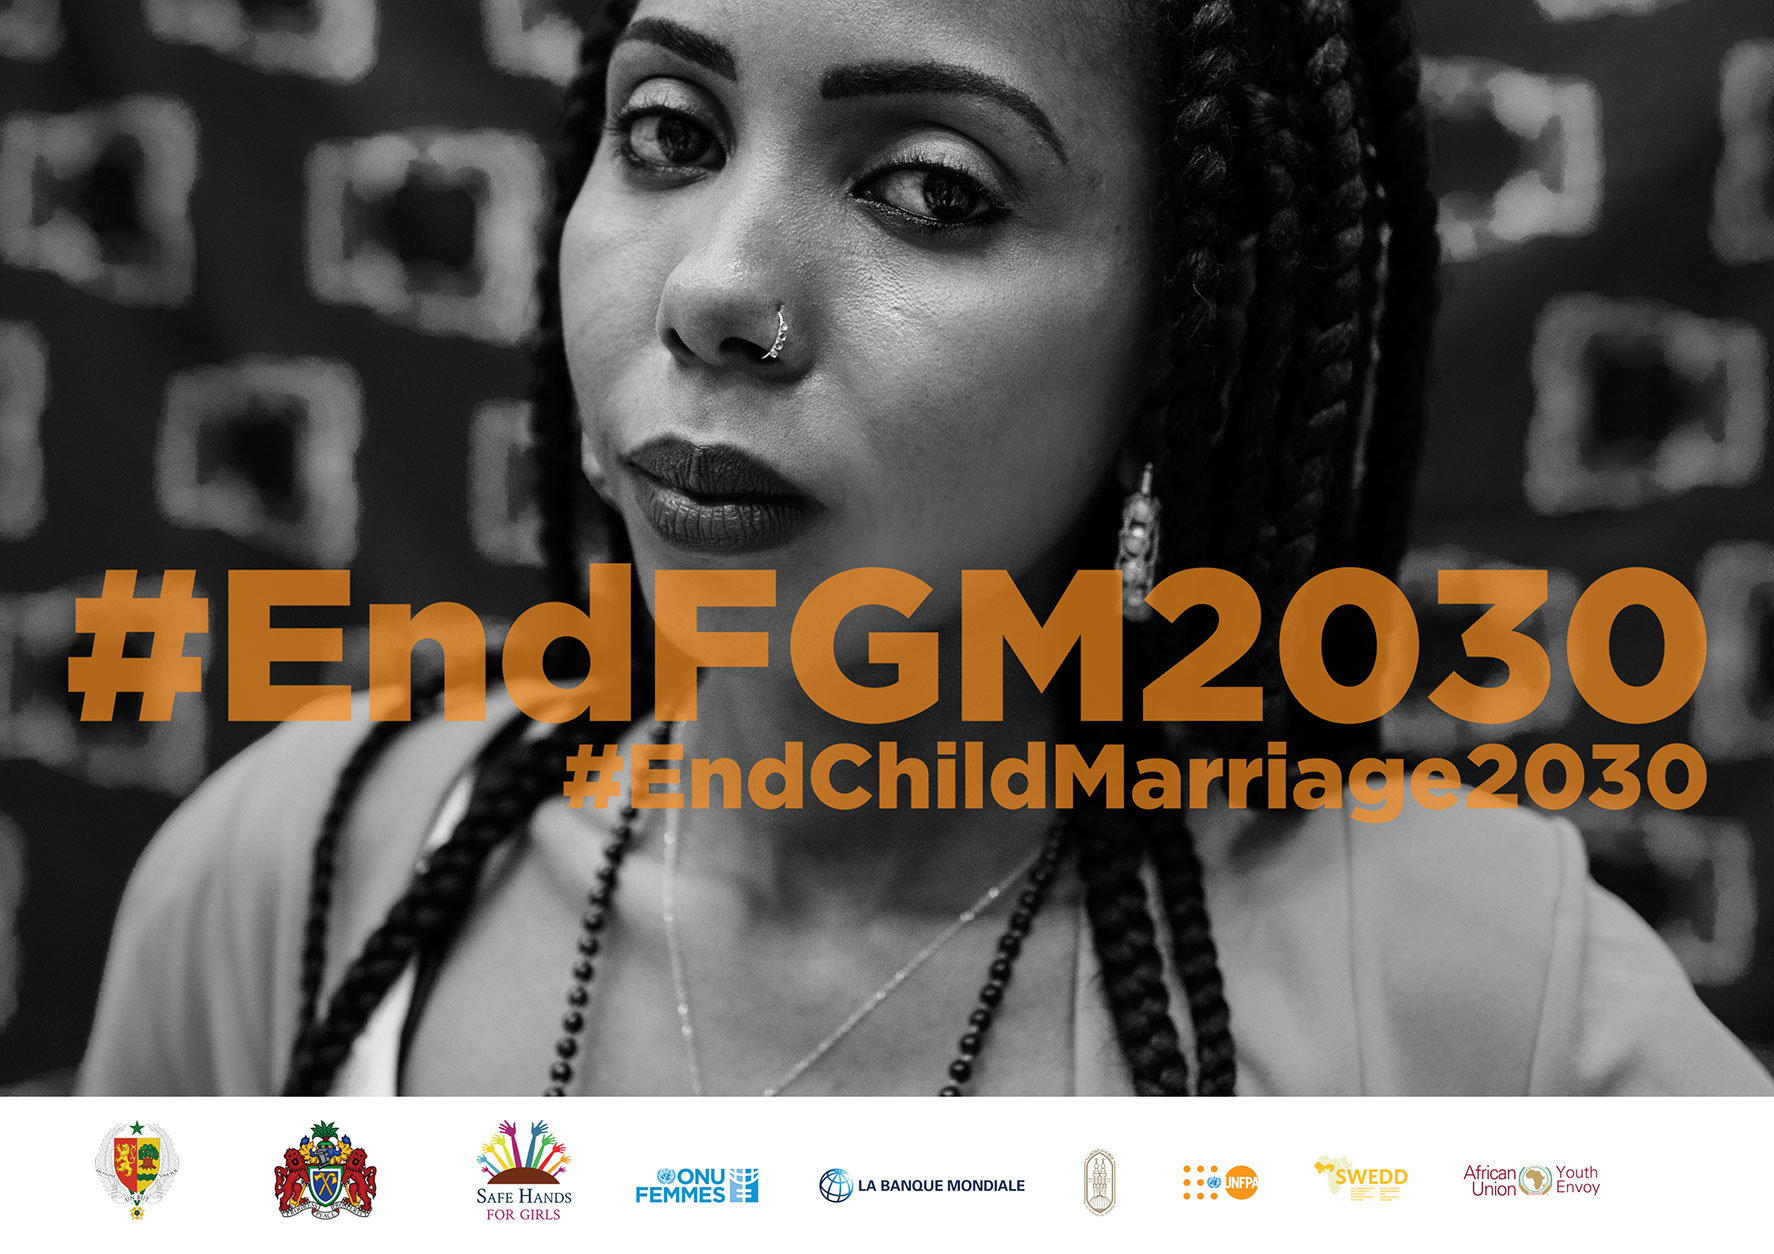 #EndFGM2030
#EndChildMarriage2030
SAFE HANDS
FOR GIRLS
ONU
FEMMES
LA BANQUE MONDIALE
UNFPA
SWEDD
African
Union
Youth
Envoy